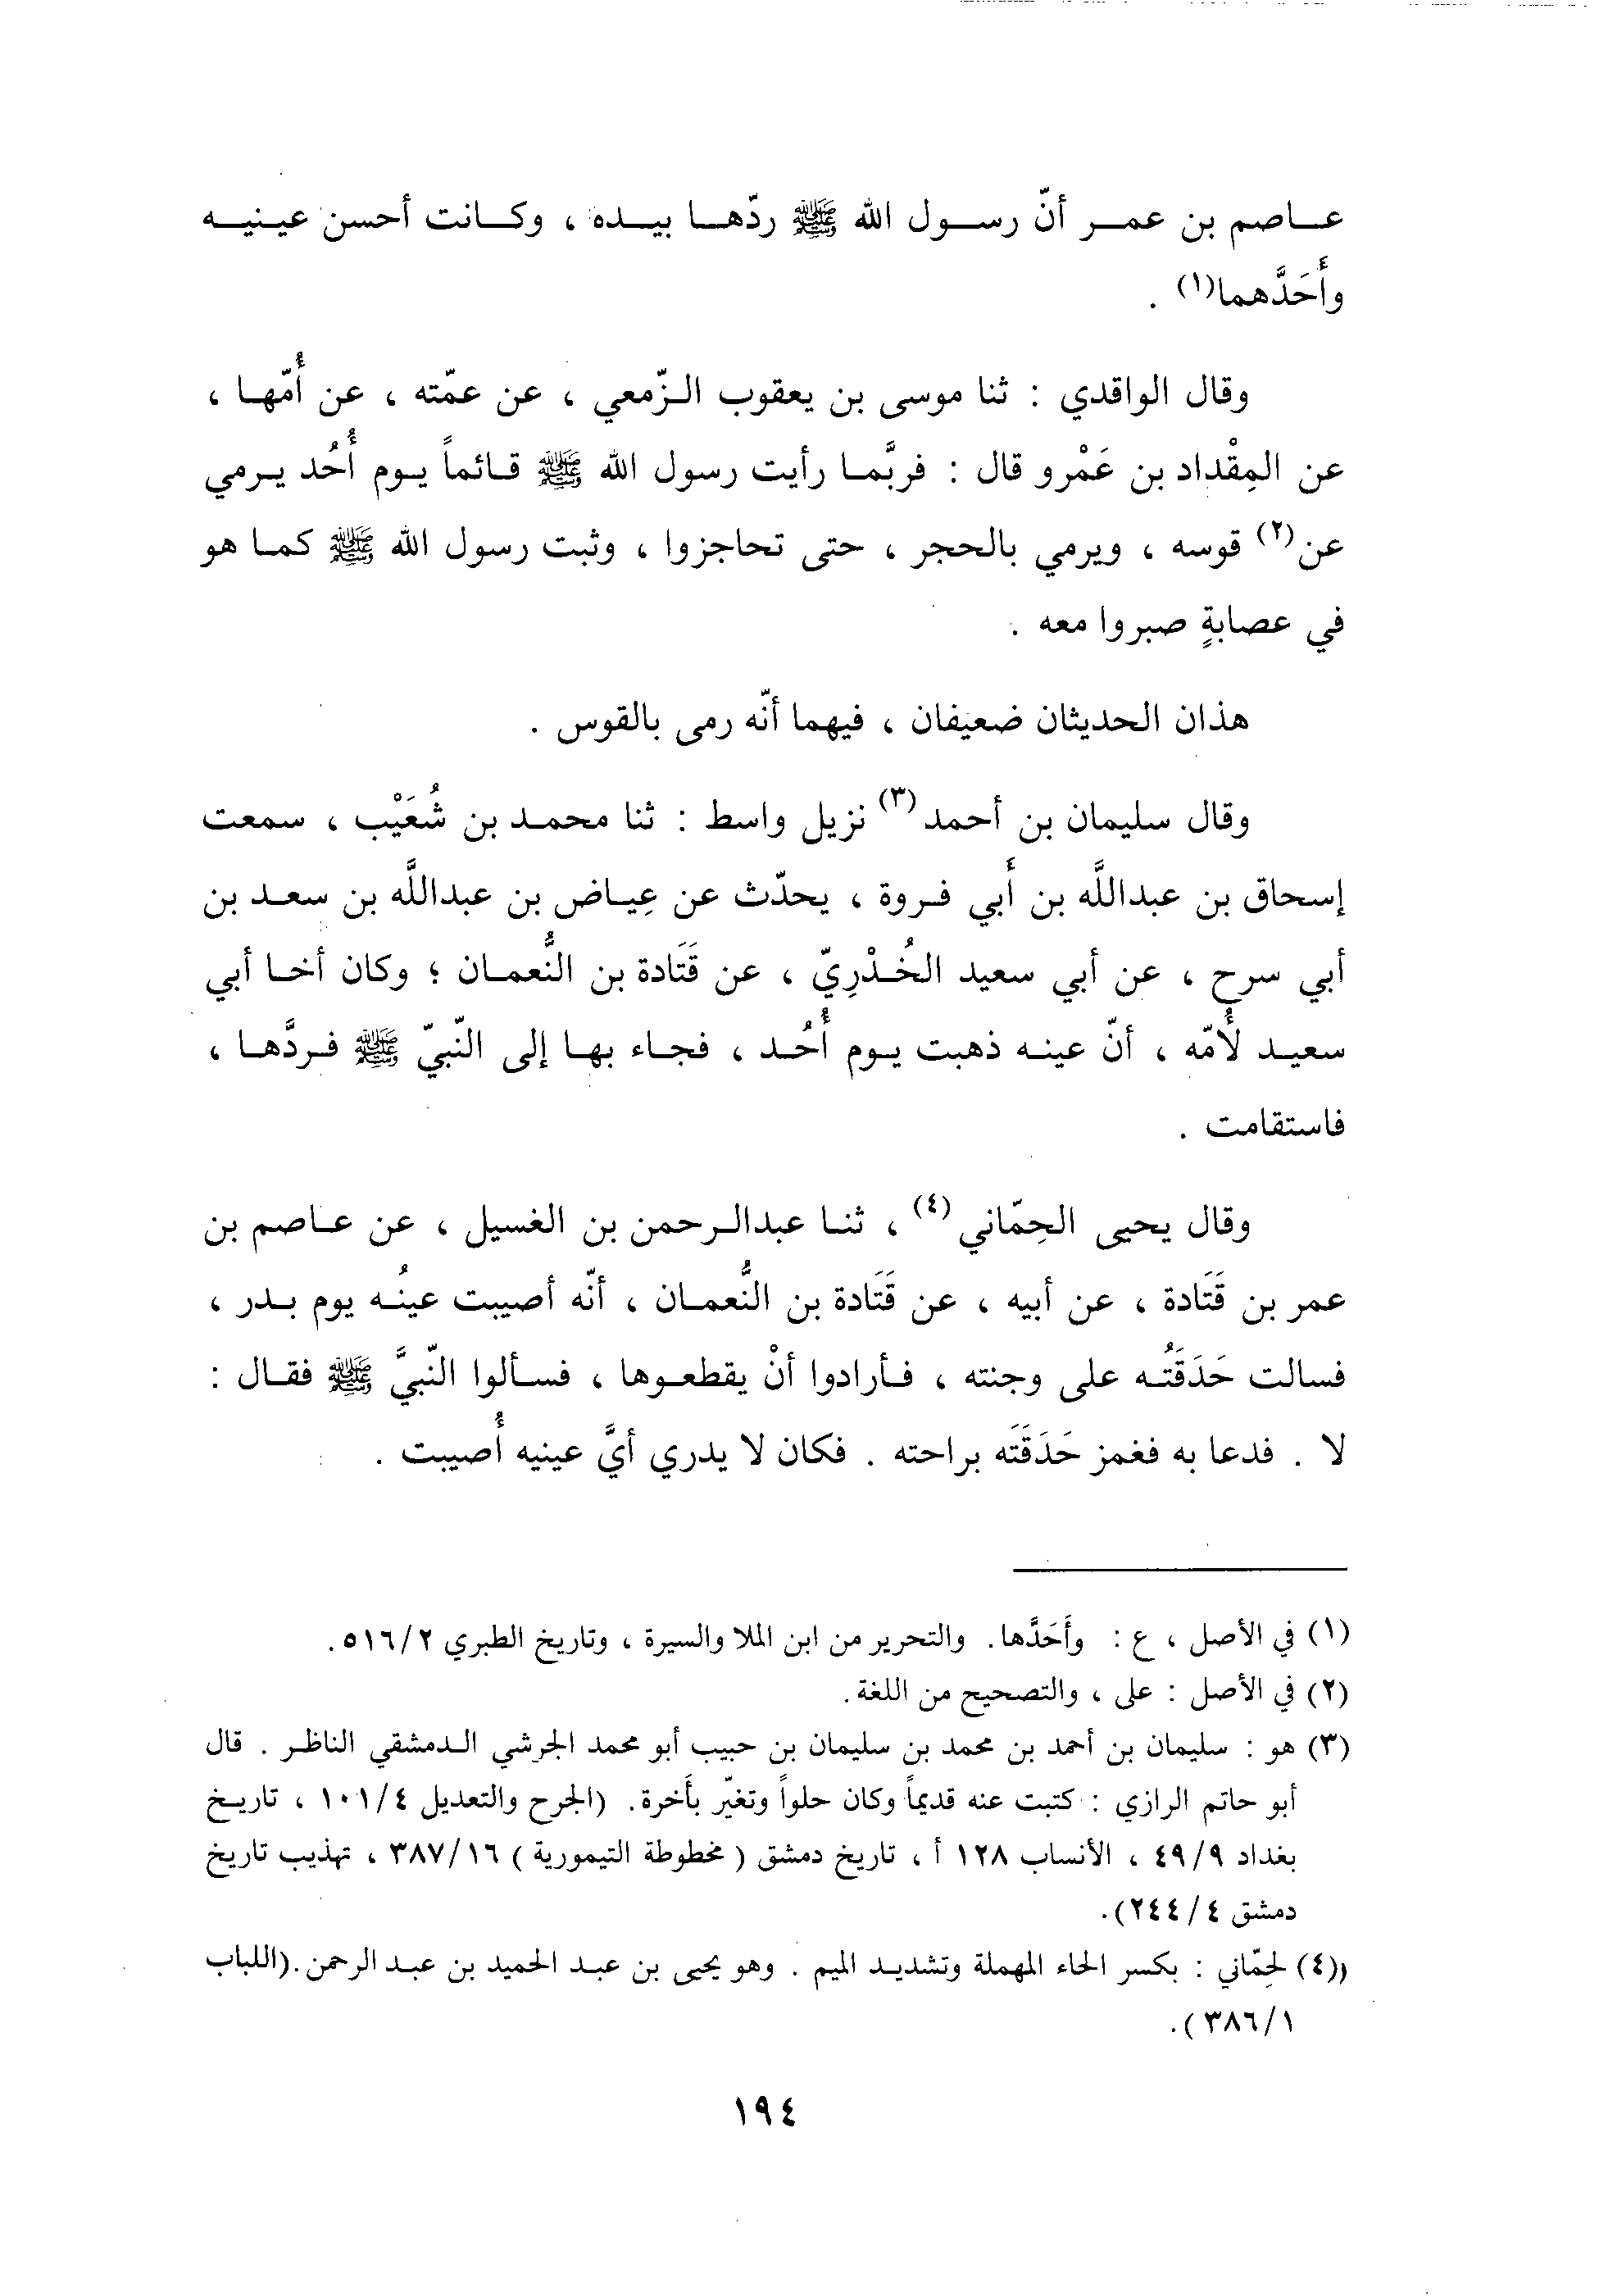 عاصم بن عمر أنّ رسول الله ﷺ ردّها بيده ، وكانت أحسن عينيه
وأَحَدَّهما(١) .
وقال الواقدي : ثنا موسى بن يعقوب الزّمعي ، عن عمّته ، عن أُمّها ،
عن المِقْداد بن عَمْرو قال : فربَّما رأيت رسول الله ﷺ قائماً يوم أُحُد يرمي
عن(٢) قوسه ، ويرمي بالحجر ، حتى تحاجزوا ، وثبت رسول الله ﷺ كما هو
في عصابةٍ صبروا معه .
هذان الحديثان ضعيفان ، فيهما أنّه رمى بالقوس .
وقال سليمان بن أحمد(٣) نزيل واسط : ثنا محمد بن شُعَيْب ، سمعت
إسحاق بن عبداللَّه بن أَبي فروة ، يحدّث عن عِياض بن عبداللَّه بن سعد بن
أبي سرح ، عن أبي سعيد الخُدْرِيّ ، عن قَتَادة بن النُّعمان ؛ وكان أخا أبي
سعيد لأُمّه ، أنّ عينه ذهبت يوم أُحُد ، فجاء بها إلى النّبيّ ﷺ فردَّها ،
فاستقامت .
وقال يحيى الحِمّاني(٤) ، ثنا عبدالرحمن بن الغسيل ، عن عاصم بن
عمر بن قَتَادة ، عن أبيه ، عن قَتَادة بن النُّعمان ، أنّه أصيبت عينُه يوم بدر ،
فسالت حَدَقَتُه على وجنته ، فأرادوا أنْ يقطعوها ، فسألوا النّبيَّ ﷺ فقال :
لا . فدعا به فغمز حَدَقَتَه براحته . فكان لا يدري أيَّ عينيه أُصيبت .
(١) في الأصل ، ع : وأَحَدَّها. والتحرير من ابن الملا والسيرة ، وتاريخ الطبري ٥١٦/٢.
(٢) في الأصل : على ، والتصحيح من اللغة.
(٣) هو : سليمان بن أحمد بن محمد بن سليمان بن حبيب أبو محمد الجرشي الدمشقي الناظر . قال
أبو حاتم الرازي : كتبت عنه قديماً وكان حلواً وتغيّر بأَخرة. (الجرح والتعديل ١٠١/٤ ، تاريخ
بغداد ٤٩/٩ ، الأنساب ١٢٨ أ ، تاريخ دمشق ( مخطوطة التيمورية ) ٣٨٧/١٦ ، تهذيب تاريخ
دمشق ٢٤٤/٤).
((٤) لحِمّاني : بكسر الحاء المهملة وتشديد الميم . وهو يحيى بن عبد الحميد بن عبد الرحمن.(اللباب
٣٨٦/١).
١٩٤